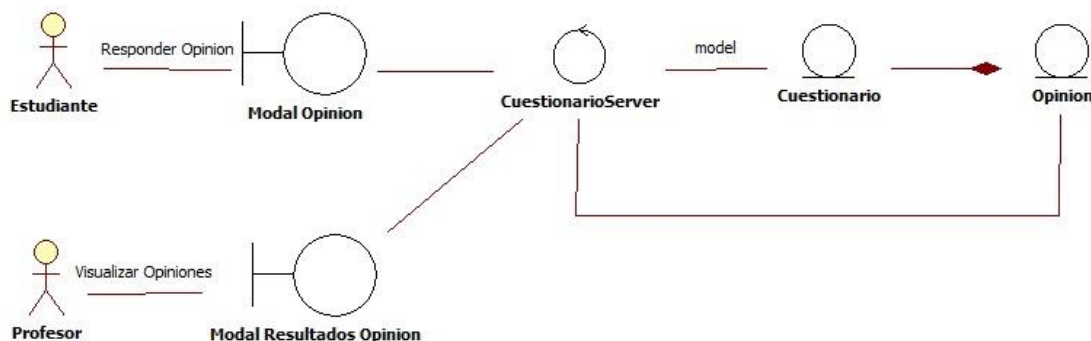 Responder Opinion
Estudiante
Modal Opinion
CuestionarioServer
model
Cuestionario
Opinion
Visualizar Opiniones
Profesor
Modal Resultados Opinion